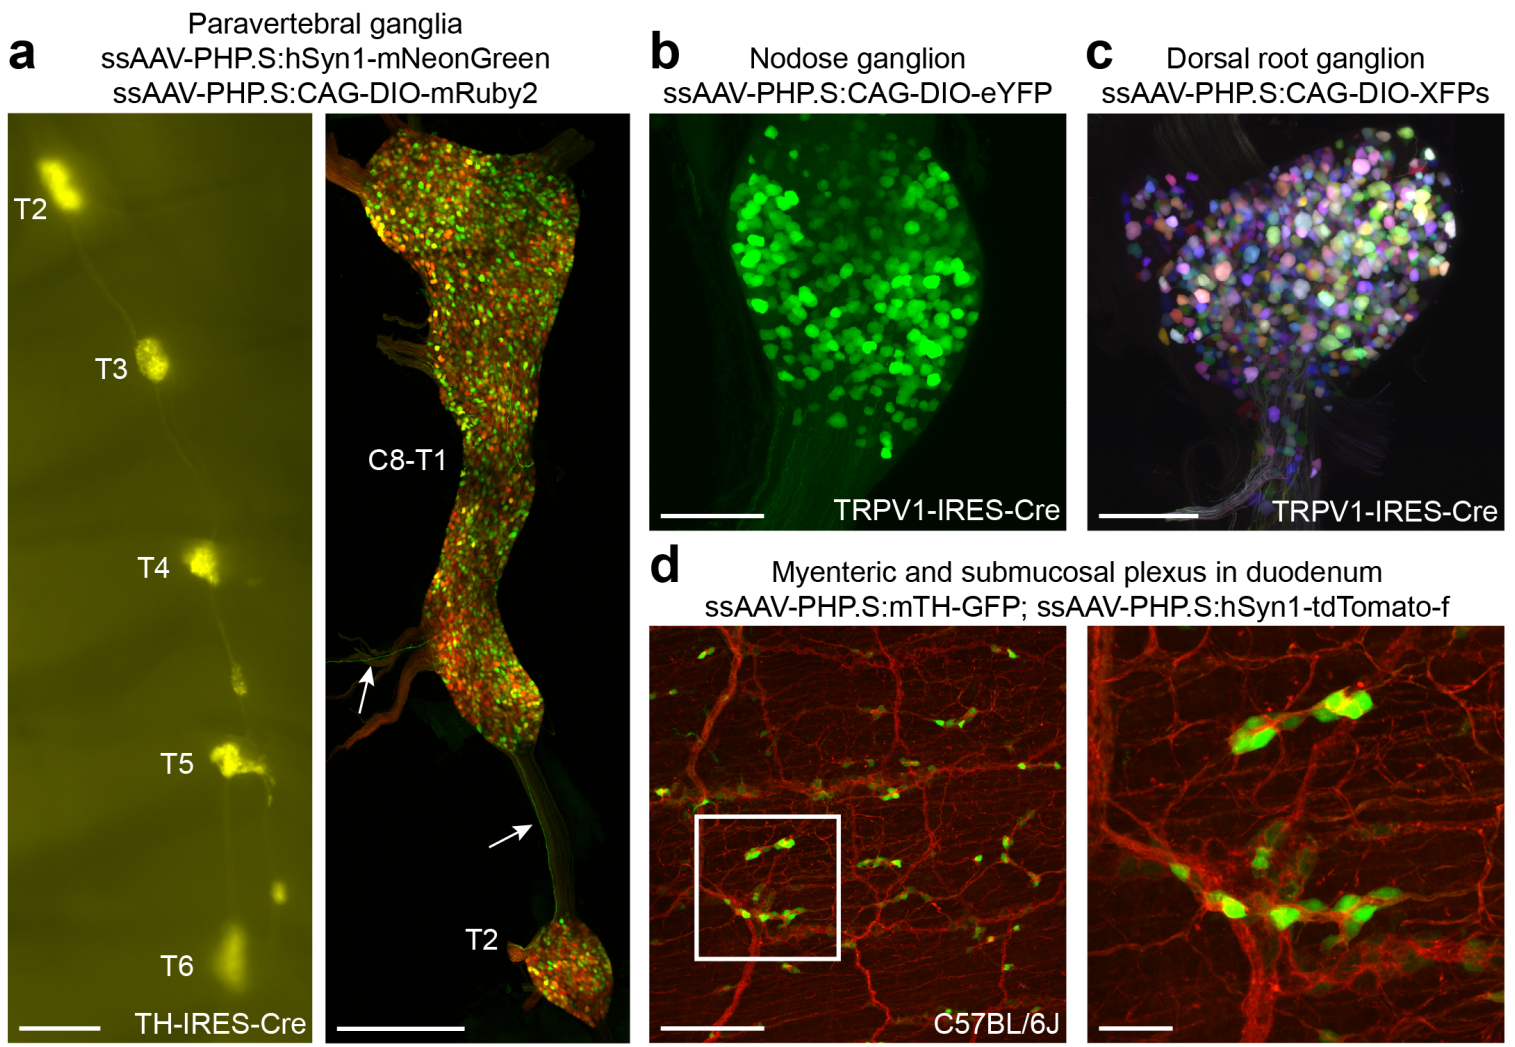 a
Paravertebral ganglia
ssAAV-PHP.S:hSyn1-mNeonGreen
ssAAV-PHP.S:CAG-DIO-mRuby2
T2
T3
T4
T5
T6
TH-IRES-Cre
C8-T1
T2
b
Nodose ganglion
ssAAV-PHP.S:CAG-DIO-eYFP
TRPV1-IRES-Cre
c
Dorsal root ganglion
ssAAV-PHP.S:CAG-DIO-XFPs
TRPV1-IRES-Cre
d
Myenteric and submucosal plexus in duodenum
ssAAV-PHP.S:mTH-GFP; ssAAV-PHP.S:hSyn1-tdTomato-f
C57BL/6J